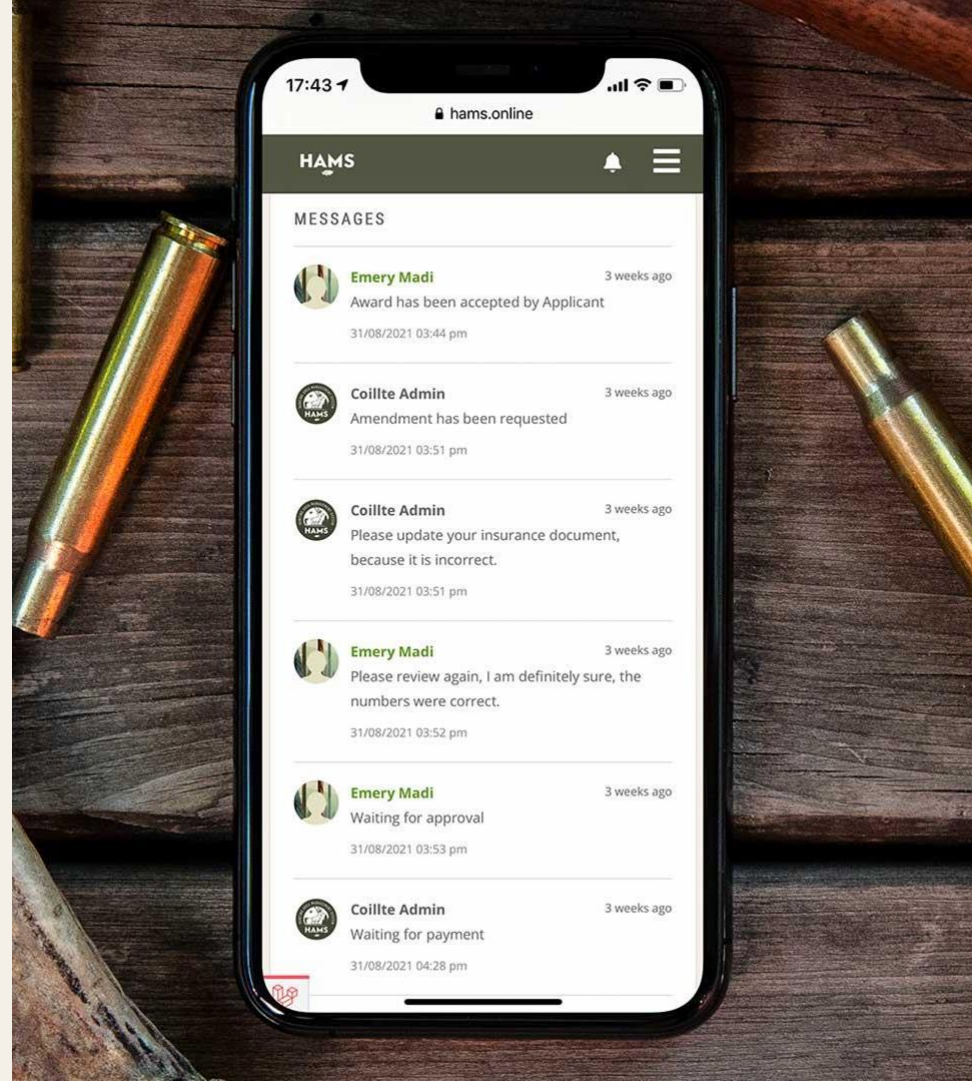 17:43
hams.online
HAMS
MESSAGES
Emery Madi
3 weeks ago
Award has been accepted by Applicant
31/08/2021 03:44 pm
Coillte Admin
3 weeks ago
HAMS
Amendment has been requested
31/08/2021 03:51 pm
Coillte Admin
3 weeks ago
HAMS
Please update your insurance document,
because it is incorrect.
31/08/2021 03:51 pm
Emery Madi
3 weeks ago
Please review again, I am definitely sure, the
numbers were correct.
31/08/2021 03:52 pm
Emery Madi
3 weeks ago
Waiting for approval
31/08/2021 03:53 pm
Coillte Admin
3 weeks ago
HAMS
Waiting for payment
31/08/2021 04:28 pm